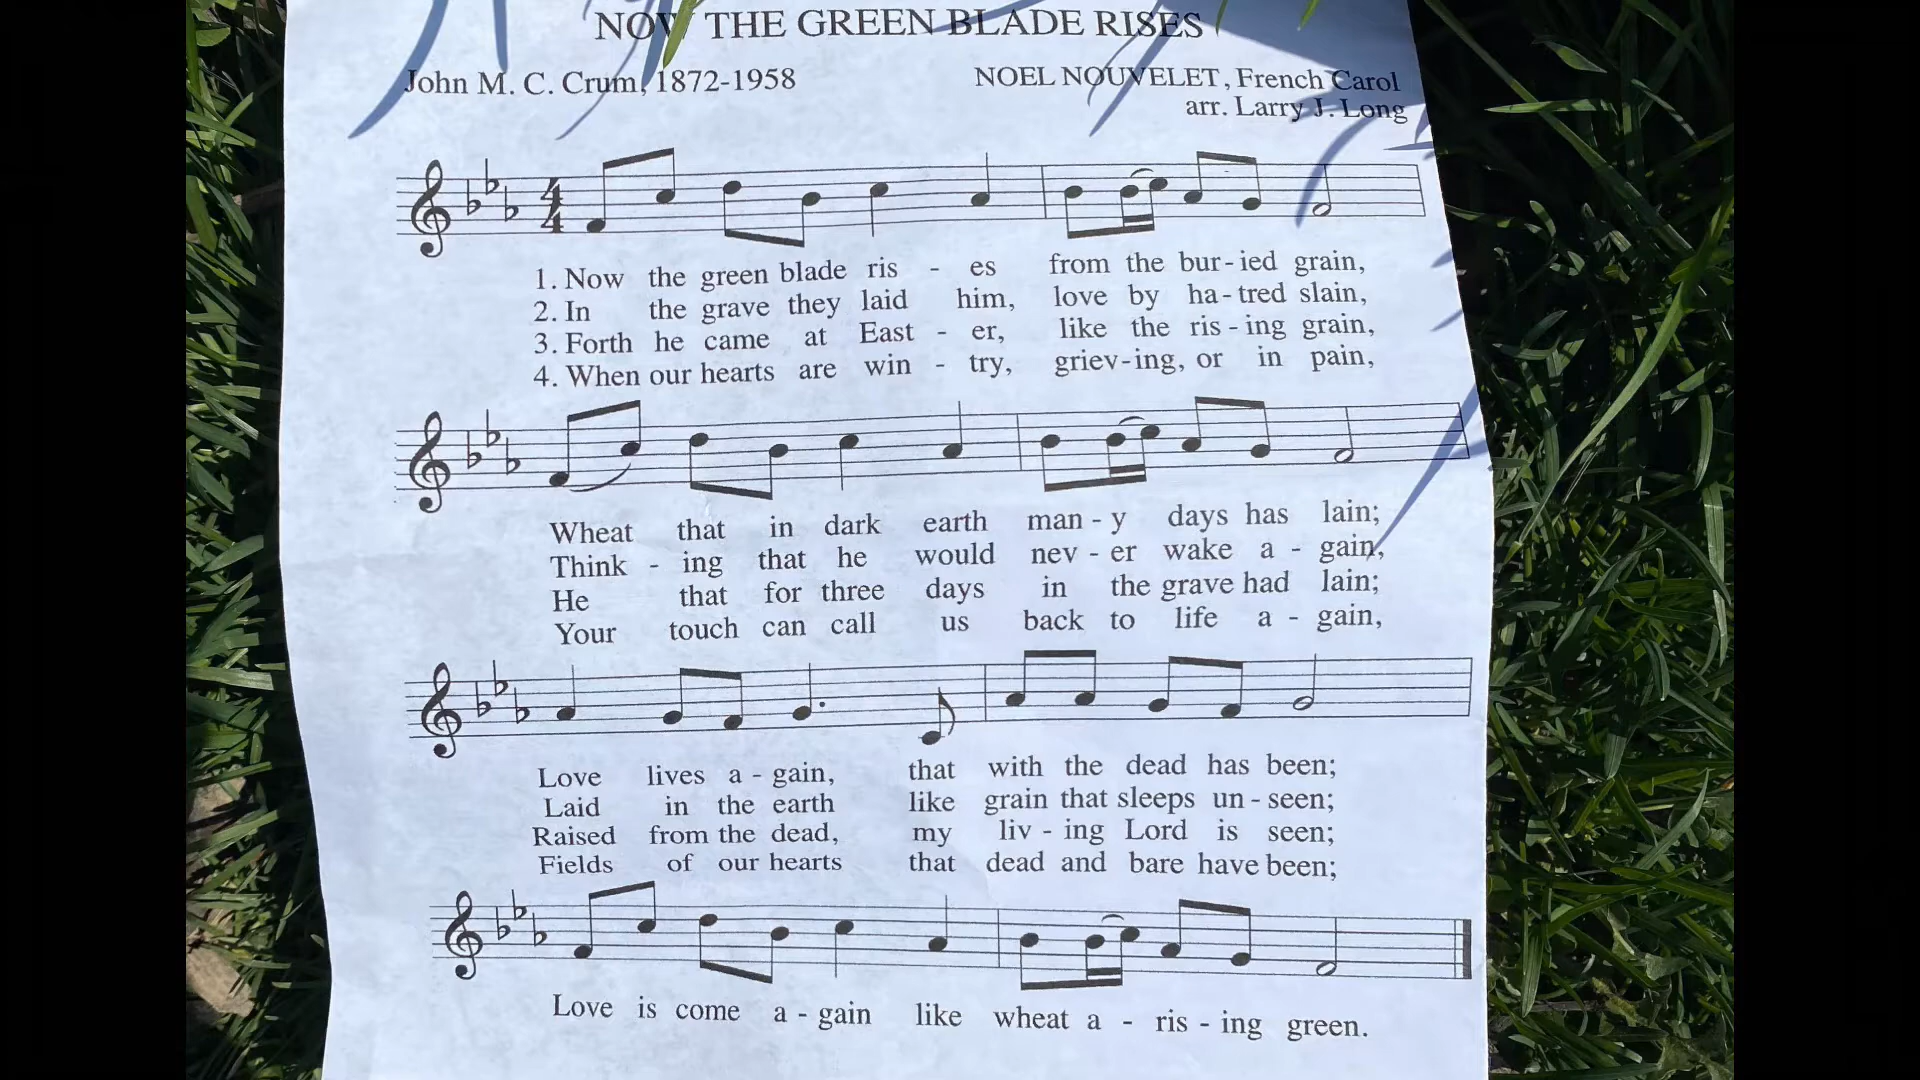 NOW THE GREEN BLADE RISES
John M. C. Crum, 1872-1958
NOEL NOUVELET, French Carol
arr. Larry J. Long
1. Now the green blade ris - es from the bur - ied grain,
2. In the grave they laid him, love by ha - tred slain,
3. Forth he came at East - er, like the ris - ing grain,
4. When our hearts are win - try, griev - ing, or in pain,
Wheat that in dark earth man - y days has lain;
Think - ing that he would nev - er wake a - gain,
He that for three days in the grave had lain;
Your touch can call us back to life a - gain,
Love lives a - gain, that with the dead has been;
Laid in the earth like grain that sleeps un - seen;
Raised from the dead, my liv - ing Lord is seen;
Fields of our hearts that dead and bare have been;
Love is come a - gain like wheat a - ris - ing green.